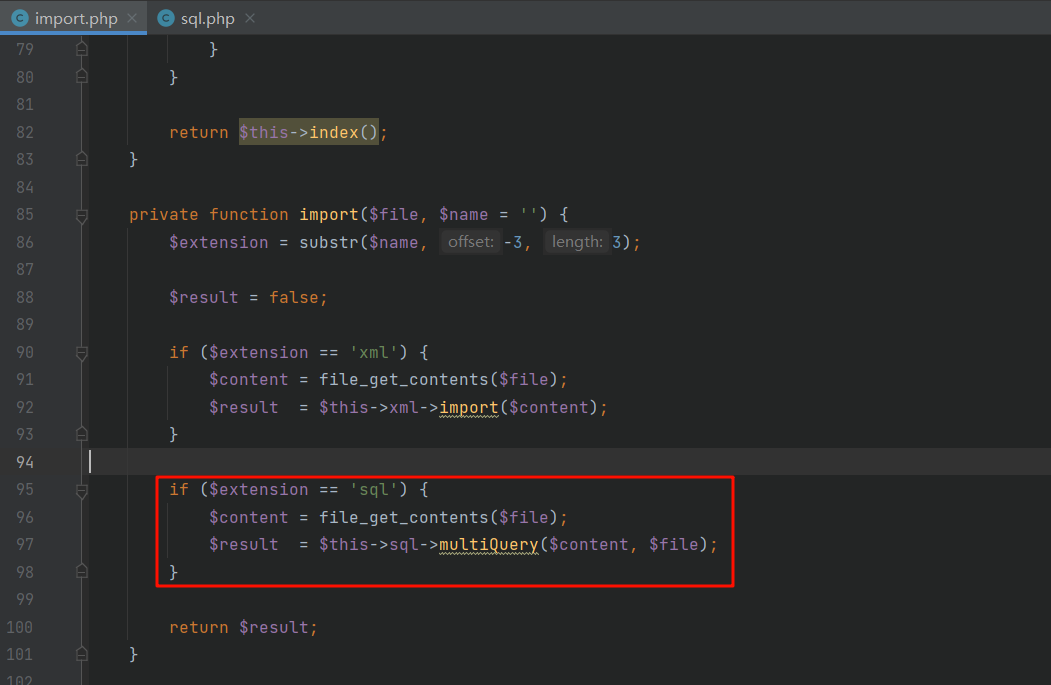 import.php
sql.php
79 }
80 }
81
82 return $this->index();
83 }
84
85 private function import($file, $name = '') {
86 $extension = substr($name, offset: -3, length: 3);
87
88 $result = false;
89
90 if ($extension == 'xml') {
91 $content = file_get_contents($file);
92 $result = $this->xml->import($content);
93 }
94
95 if ($extension == 'sql') {
96 $content = file_get_contents($file);
97 $result = $this->sql->multiQuery($content, $file);
98 }
99
100 return $result;
101 }
102